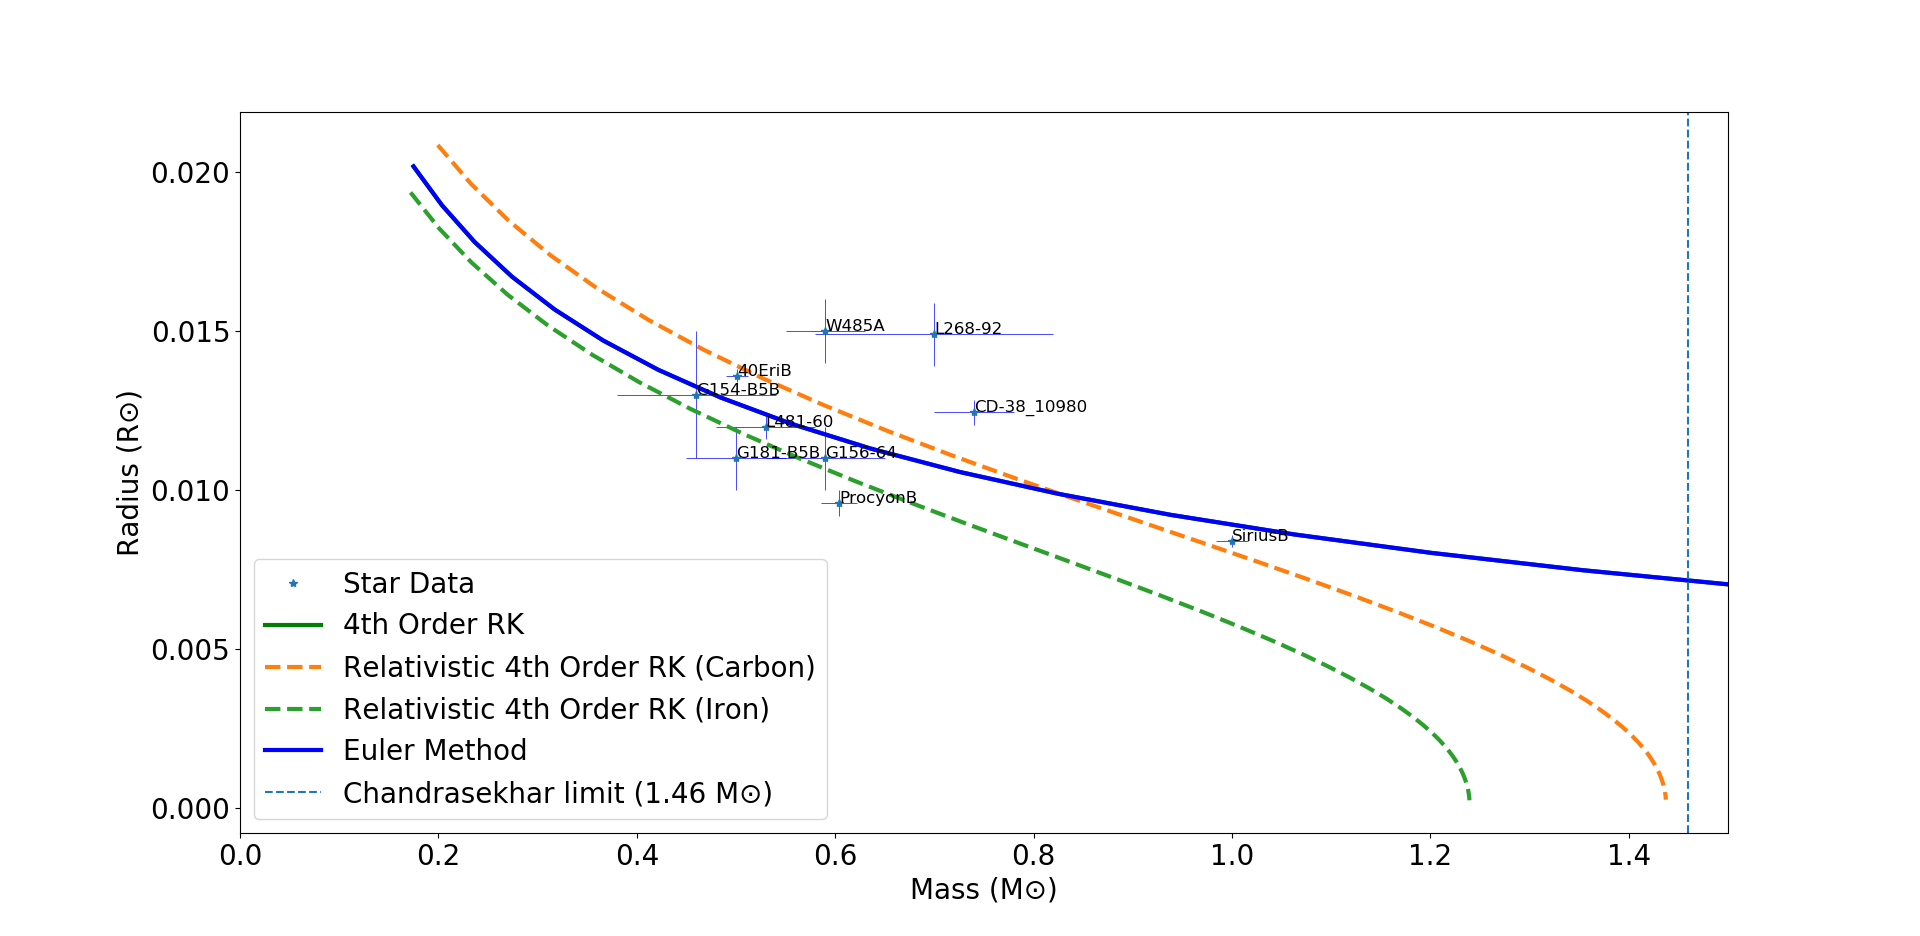 0.020
0.015
0.010
0.005
0.000
Radius (R⊙)
W485A
L268-92
40EriB
G154-B5B
CD-38_10980
L481-60
G181-B5B
G156-64
ProcyonB
SiriusB
Star Data
4th Order RK
Relativistic 4th Order RK (Carbon)
Relativistic 4th Order RK (Iron)
Euler Method
Chandrasekhar limit (1.46 M⊙)
0.0 0.2 0.4 0.6 0.8 1.0 1.2 1.4
Mass (M⊙)